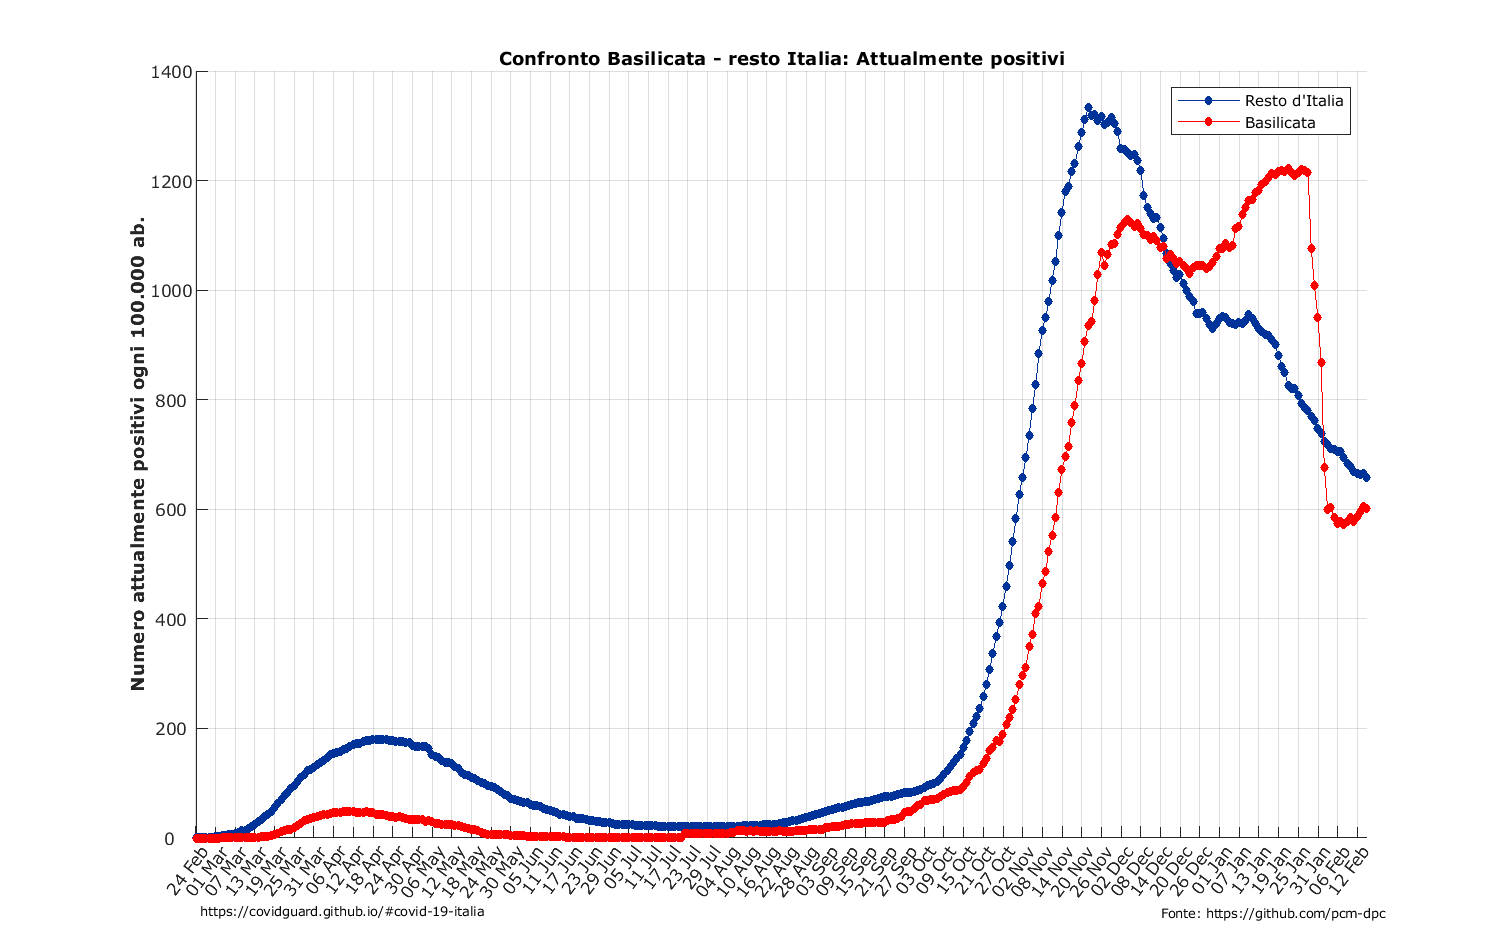 Confronto Basilicata - resto Italia: Attualmente positivi
Numero attualmente positivi ogni 100.000 ab.
1400
1200
1000
800
600
400
200
0
Resto d'Italia
Basilicata
24 Feb
01 Mar
07 Mar
13 Mar
19 Mar
25 Mar
31 Mar
06 Apr
12 Apr
18 Apr
24 Apr
30 Apr
06 May
12 May
18 May
24 May
30 May
05 Jun
11 Jun
17 Jun
23 Jun
29 Jun
05 Jul
11 Jul
17 Jul
23 Jul
29 Jul
04 Aug
10 Aug
16 Aug
22 Aug
28 Aug
03 Sep
09 Sep
15 Sep
21 Sep
27 Sep
03 Oct
09 Oct
15 Oct
21 Oct
27 Oct
02 Nov
08 Nov
14 Nov
20 Nov
26 Nov
02 Dec
08 Dec
14 Dec
20 Dec
26 Dec
01 Jan
07 Jan
13 Jan
19 Jan
25 Jan
31 Jan
06 Feb
12 Feb
https://covidguard.github.io/#covid-19-italia
Fonte: https://github.com/pcm-dpc